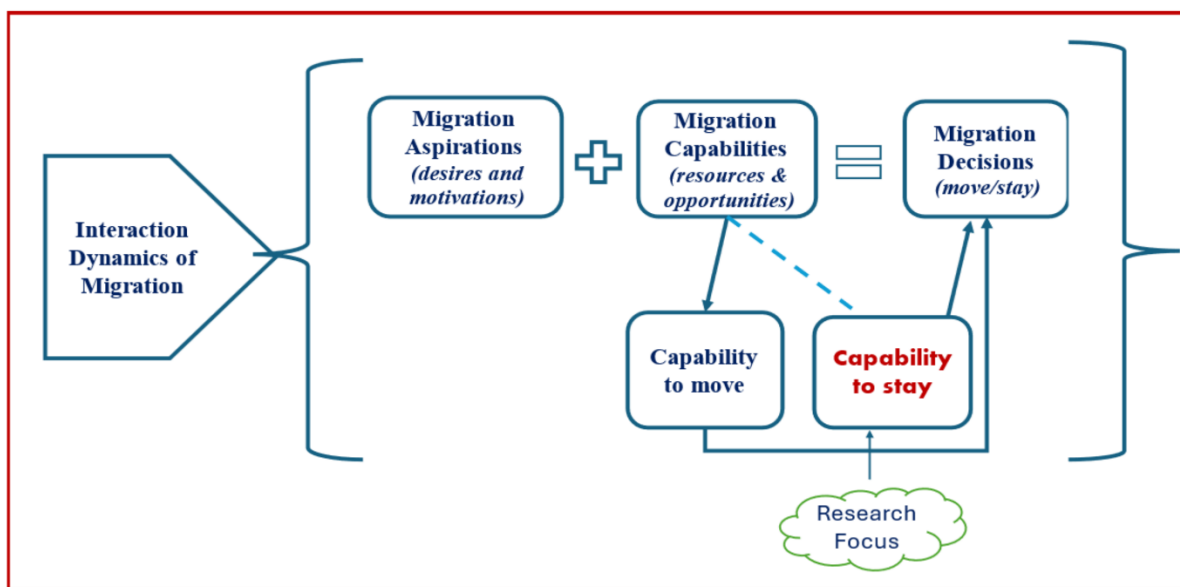 Interaction
Dynamics of
Migration
Migration
Aspirations
(desires and
motivations)
Migration
Capabilities
(resources &
opportunities)
Migration
Decisions
(move/stay)
Capability
to move
Capability
to stay
Research
Focus